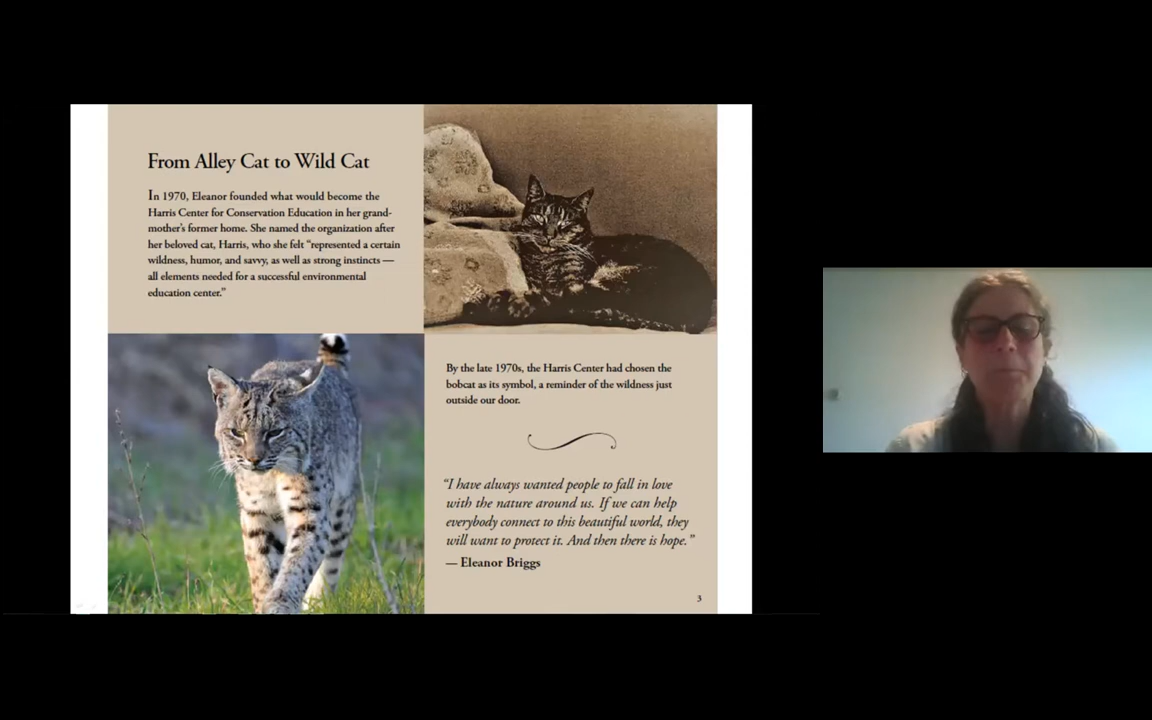 From Alley Cat to Wild Cat
In 1970, Eleanor founded what would become the
Harris Center for Conservation Education in her grand-
mother's former home. She named the organization after
her beloved cat, Harris, who she felt "represented a certain
wildness, humor, and savvy, as well as strong instincts —
all elements needed for a successful environmental
education center."
By the late 1970s, the Harris Center had chosen the
bobcat as its symbol, a reminder of the wildness just
outside our door.
"I have always wanted people to fall in love
with the nature around us. If we can help
everybody connect to this beautiful world, they
will want to protect it. And then there is hope."
— Eleanor Briggs
3